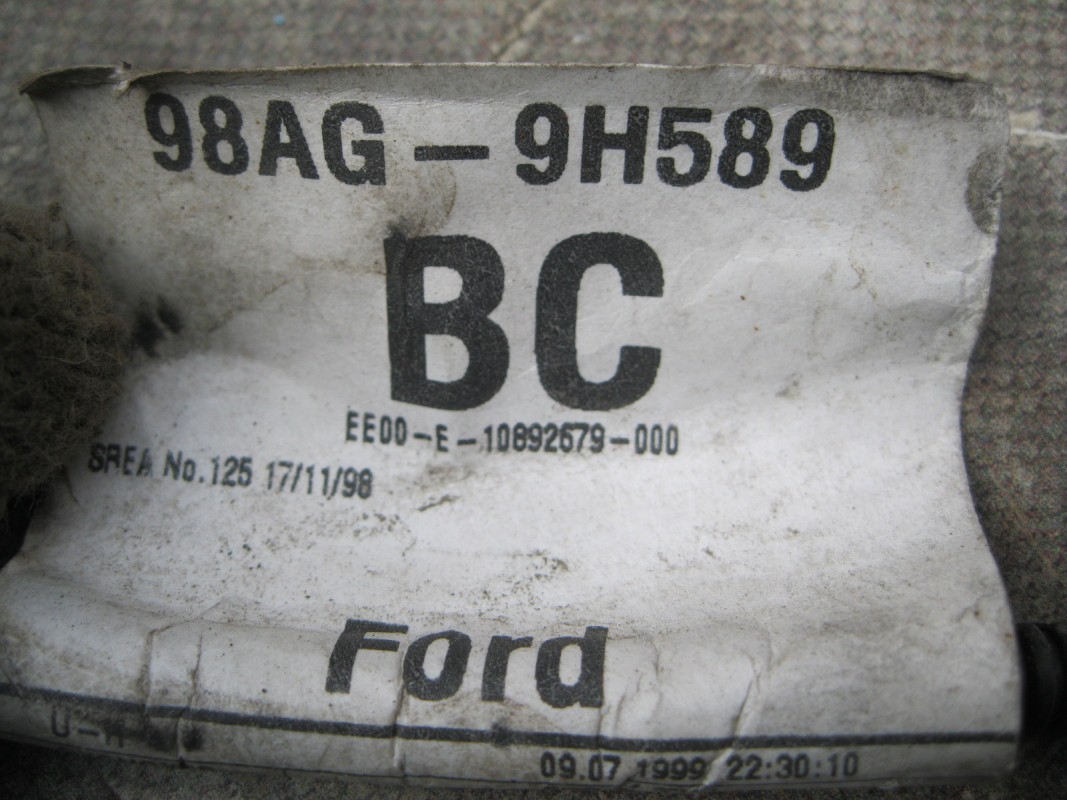 98AG-9H589
BC
EE00-E-10892679-000
SREA No.125 17/11/98
Ford
09.07.1999 22:30:10